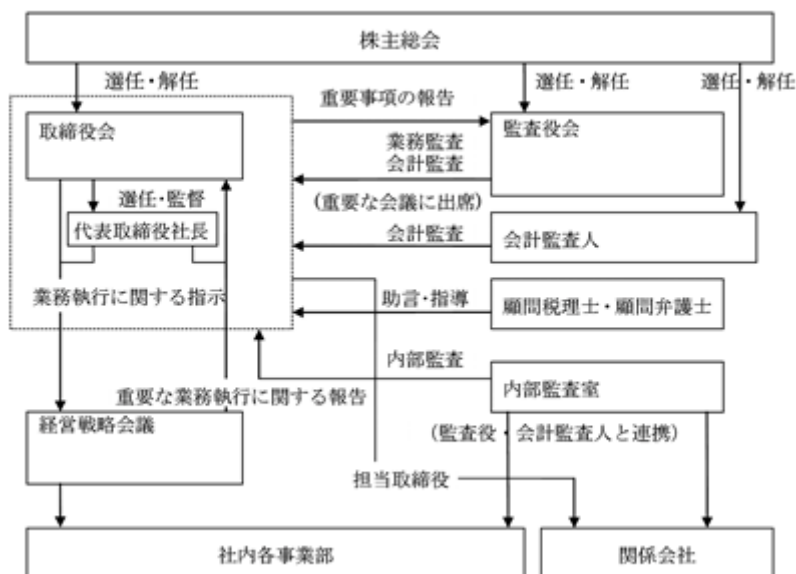 株主総会
選任・解任
選任・解任
選任・解任
重要事項の報告
取締役会
監査役会
業務監査
会計監査
選任・監督
(重要な会議に出席)
代表取締役社長
会計監査
会計監査人
業務執行に関する指示
助言・指導
顧問税理士・顧問弁護士
内部監査
内部監査室
重要な業務執行に関する報告
経営戦略会議
(監査役・会計監査人と連携)
担当取締役
社内各事業部
関係会社